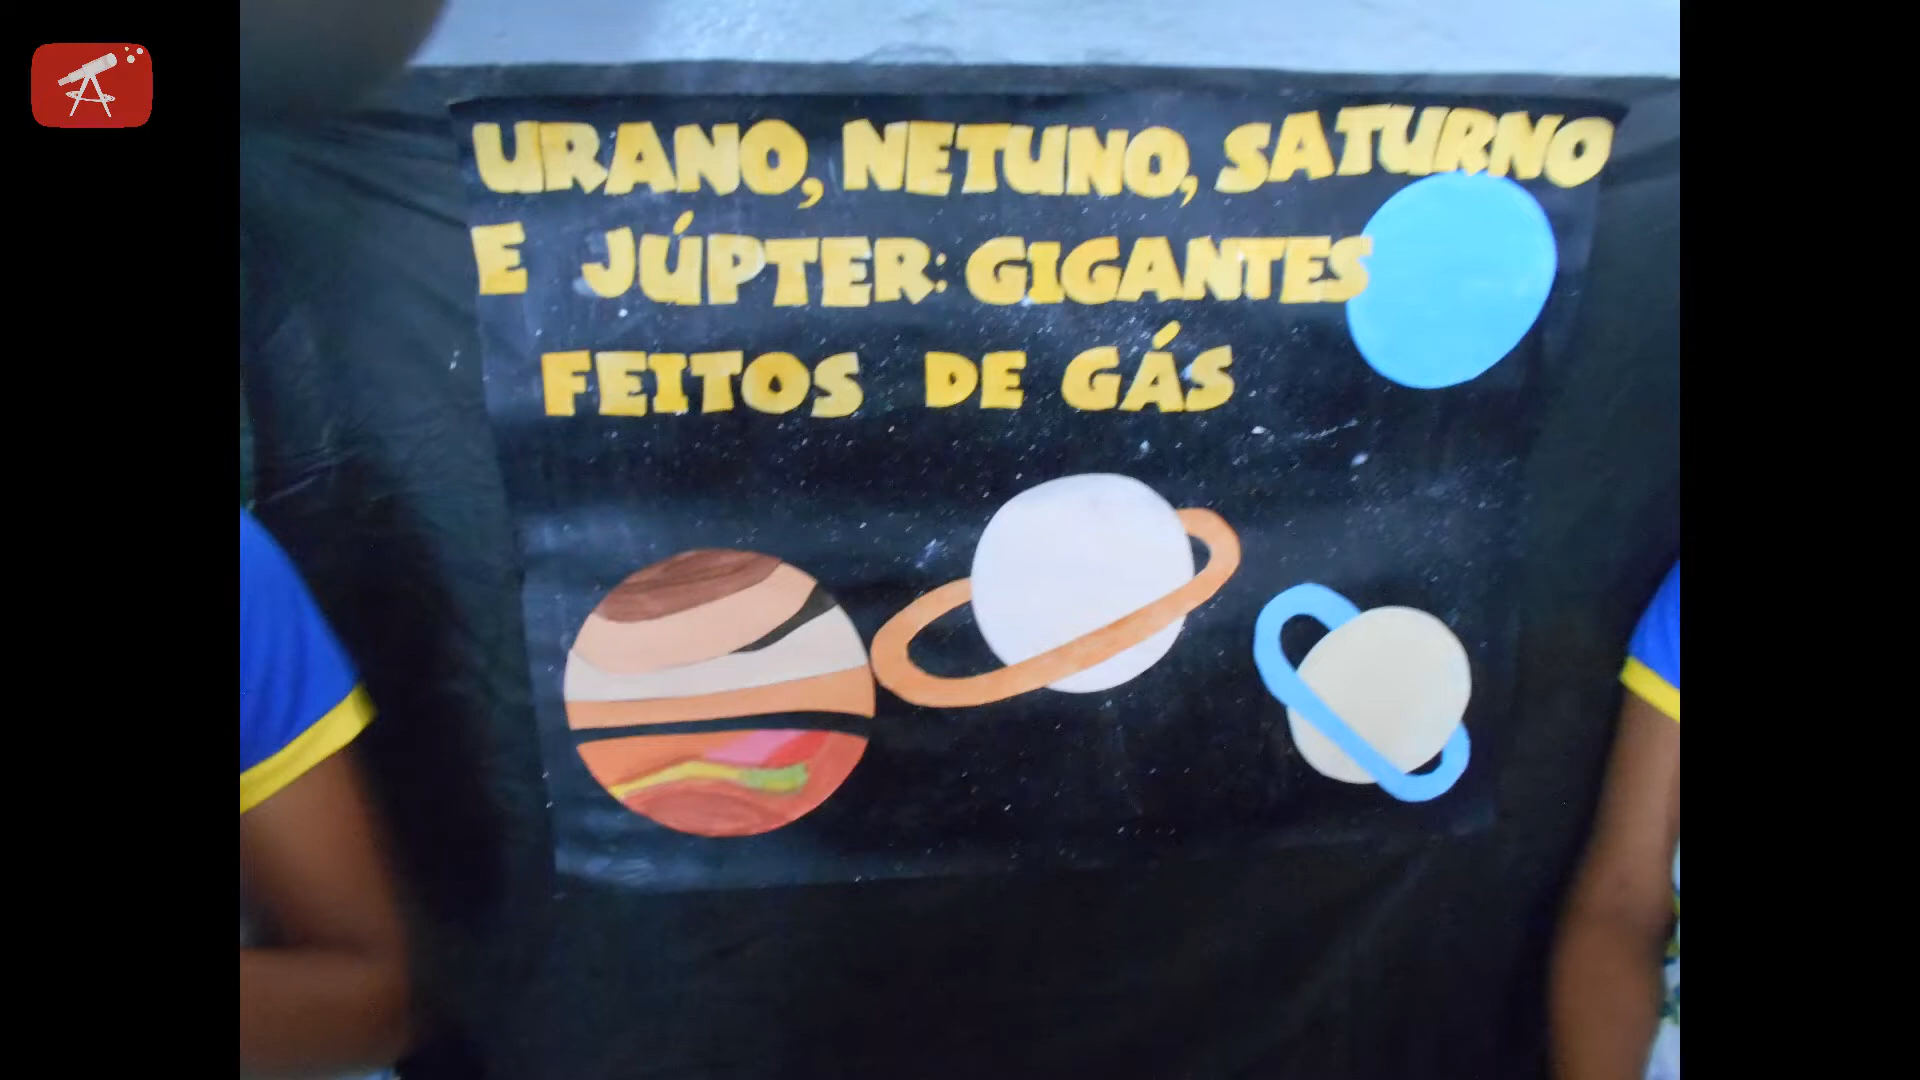 URANO, NETUNO, SATURNO
E JÚPTER: GIGANTES
FEITOS DE GÁS